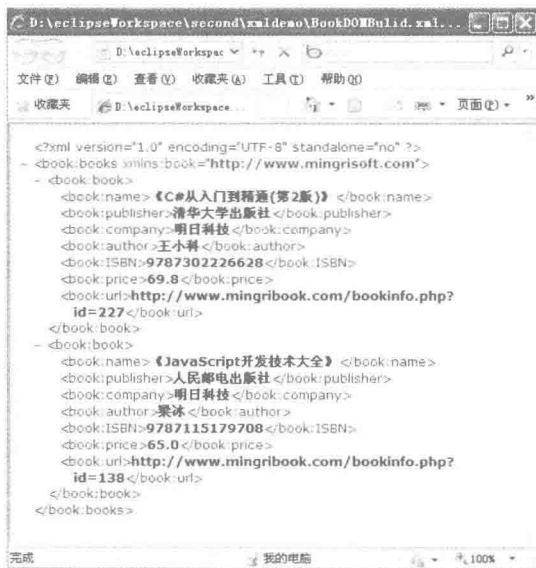 D:\eclipseWorkspace\second\xmldemo\BookDOMBulid.xml...
D:\eclipseWorkspac
文件(F) 编辑(E) 查看(V) 收藏夹(A) 工具(T) 帮助(H)
收藏夹 D:\eclipseWorkspace... 页面(P) »
<?xml version="1.0" encoding="UTF-8" standalone="no" ?>
- <book:books xmlns:book="http://www.mingrisoft.com">
- <book:book>
<book:name>《C#从入门到精通(第2版)》</book:name>
<book:publisher>清华大学出版社</book:publisher>
<book:company>明日科技</book:company>
<book:author>王小科</book:author>
<book:ISBN>9787302226628</book:ISBN>
<book:price>69.8</book:price>
<book:url>http://www.mingribook.com/bookinfo.php?
id=227</book:url>
</book:book>
- <book:book>
<book:name>《JavaScript开发技术大全》</book:name>
<book:publisher>人民邮电出版社</book:publisher>
<book:company>明日科技</book:company>
<book:author>梁冰</book:author>
<book:ISBN>9787115179708</book:ISBN>
<book:price>65.0</book:price>
<book:url>http://www.mingribook.com/bookinfo.php?
id=138</book:url>
</book:book>
</book:books>
完成 我的电脑 100%